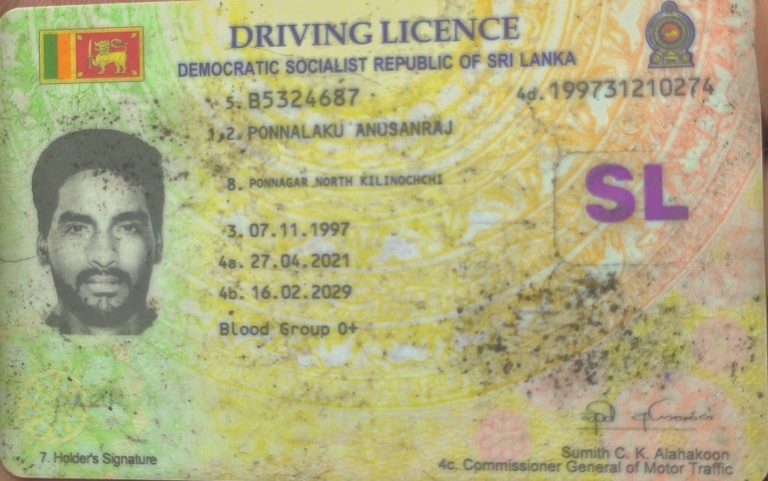 DRIVING LICENCE
DEMOCRATIC SOCIALIST REPUBLIC OF SRI LANKA
5. B5324687 4d. 199731210274
1,2. PONNALAKU ANUSANRAJ
8. PONNAGAR NORTH KILINOCHCHI
SL
3. 07.11.1997
4a. 27.04.2021
4b. 16.02.2029
Blood Group O+
7. Holder's Signature
Sumith C. K. Alahakoon
4c. Commissioner General of Motor Traffic